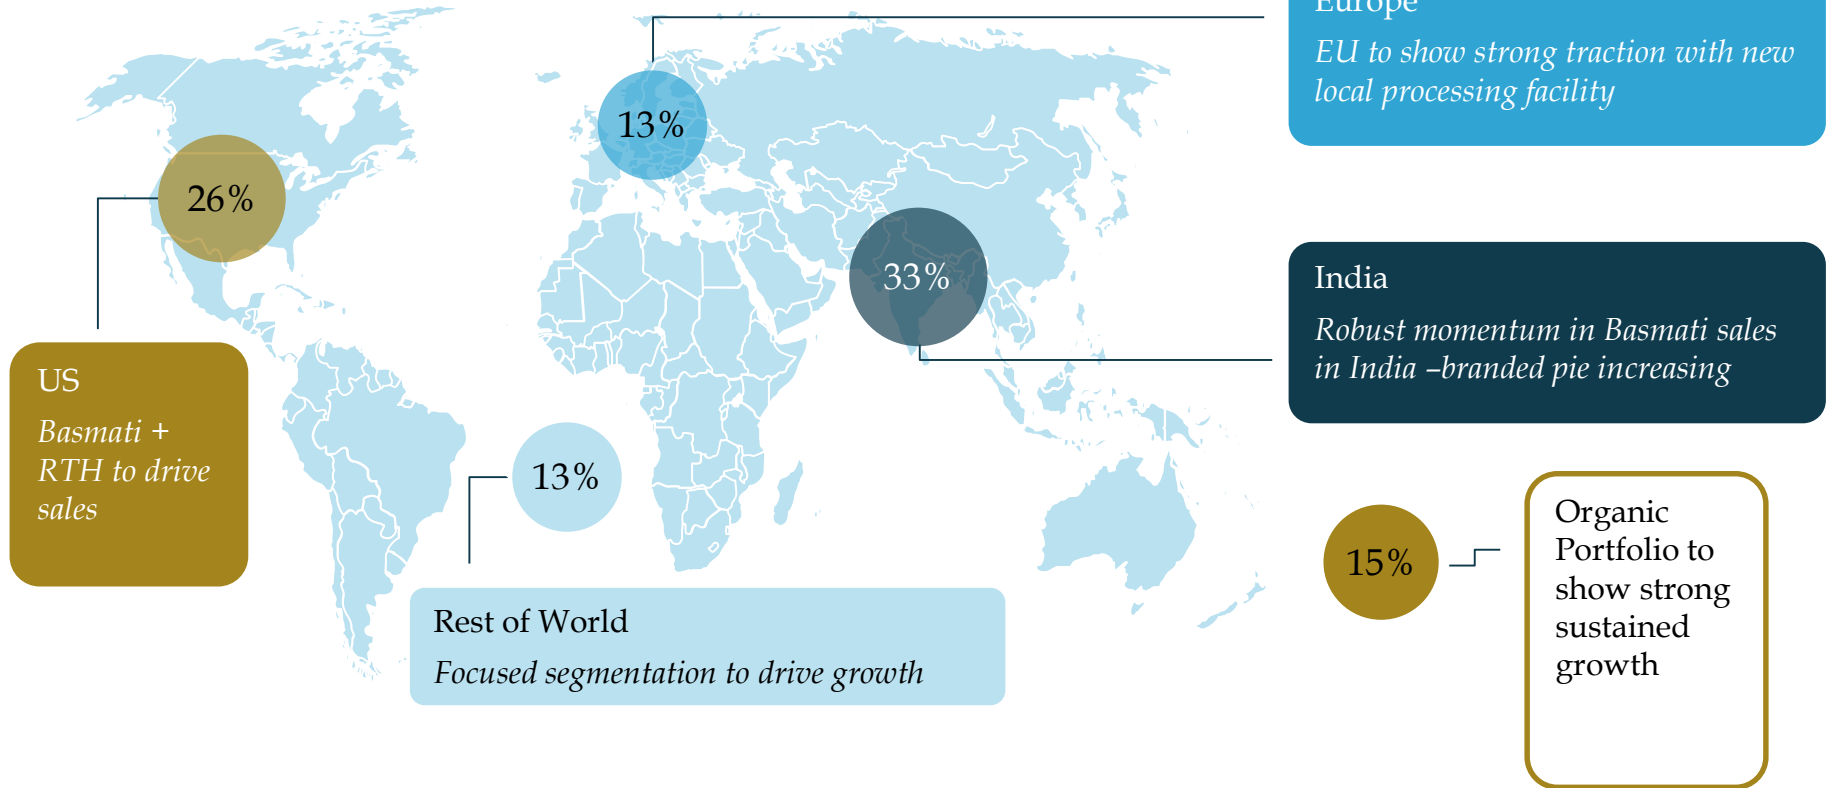 Europe
EU to show strong traction with new
local processing facility
13%
26%
33%
India
Robust momentum in Basmati sales
in India –branded pie increasing
US
Basmati +
RTH to drive
sales
13%
Rest of World
Focused segmentation to drive growth
15%
Organic
Portfolio to
show strong
sustained
growth